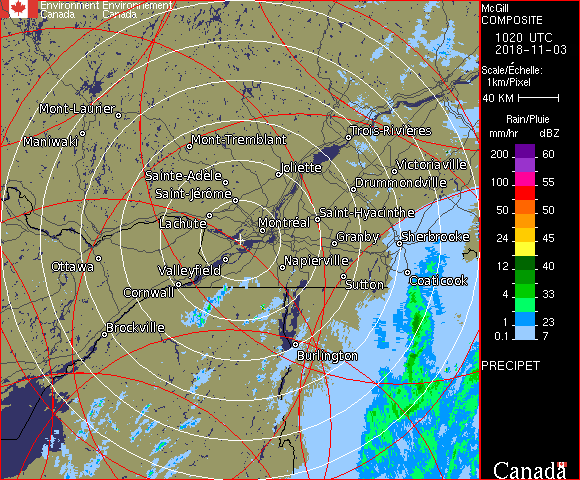 Environment Environnement
Canada Canada
McGill
COMPOSITE
1020 UTC
2018-11-03
Scale/Échelle:
1km/Pixel
40 KM
Rain/Pluie
mm/hr dBZ
200 60
150 57
100 55
50 50
24 45
12 40
4 33
1 23
0.1 7
PRECIPET
Canada
Mont-Laurier
Maniwaki
Mont-Tremblant
Trois-Rivières
Joliette
Victoriaville
Sainte-Adèle
Drummondville
Saint-Jérôme
Saint-Hyacinthe
Lachute
Montréal
Granby
Sherbrooke
Ottawa
Valleyfield
Napierville
Sutton
Coaticook
Cornwall
Brockville
Burlington